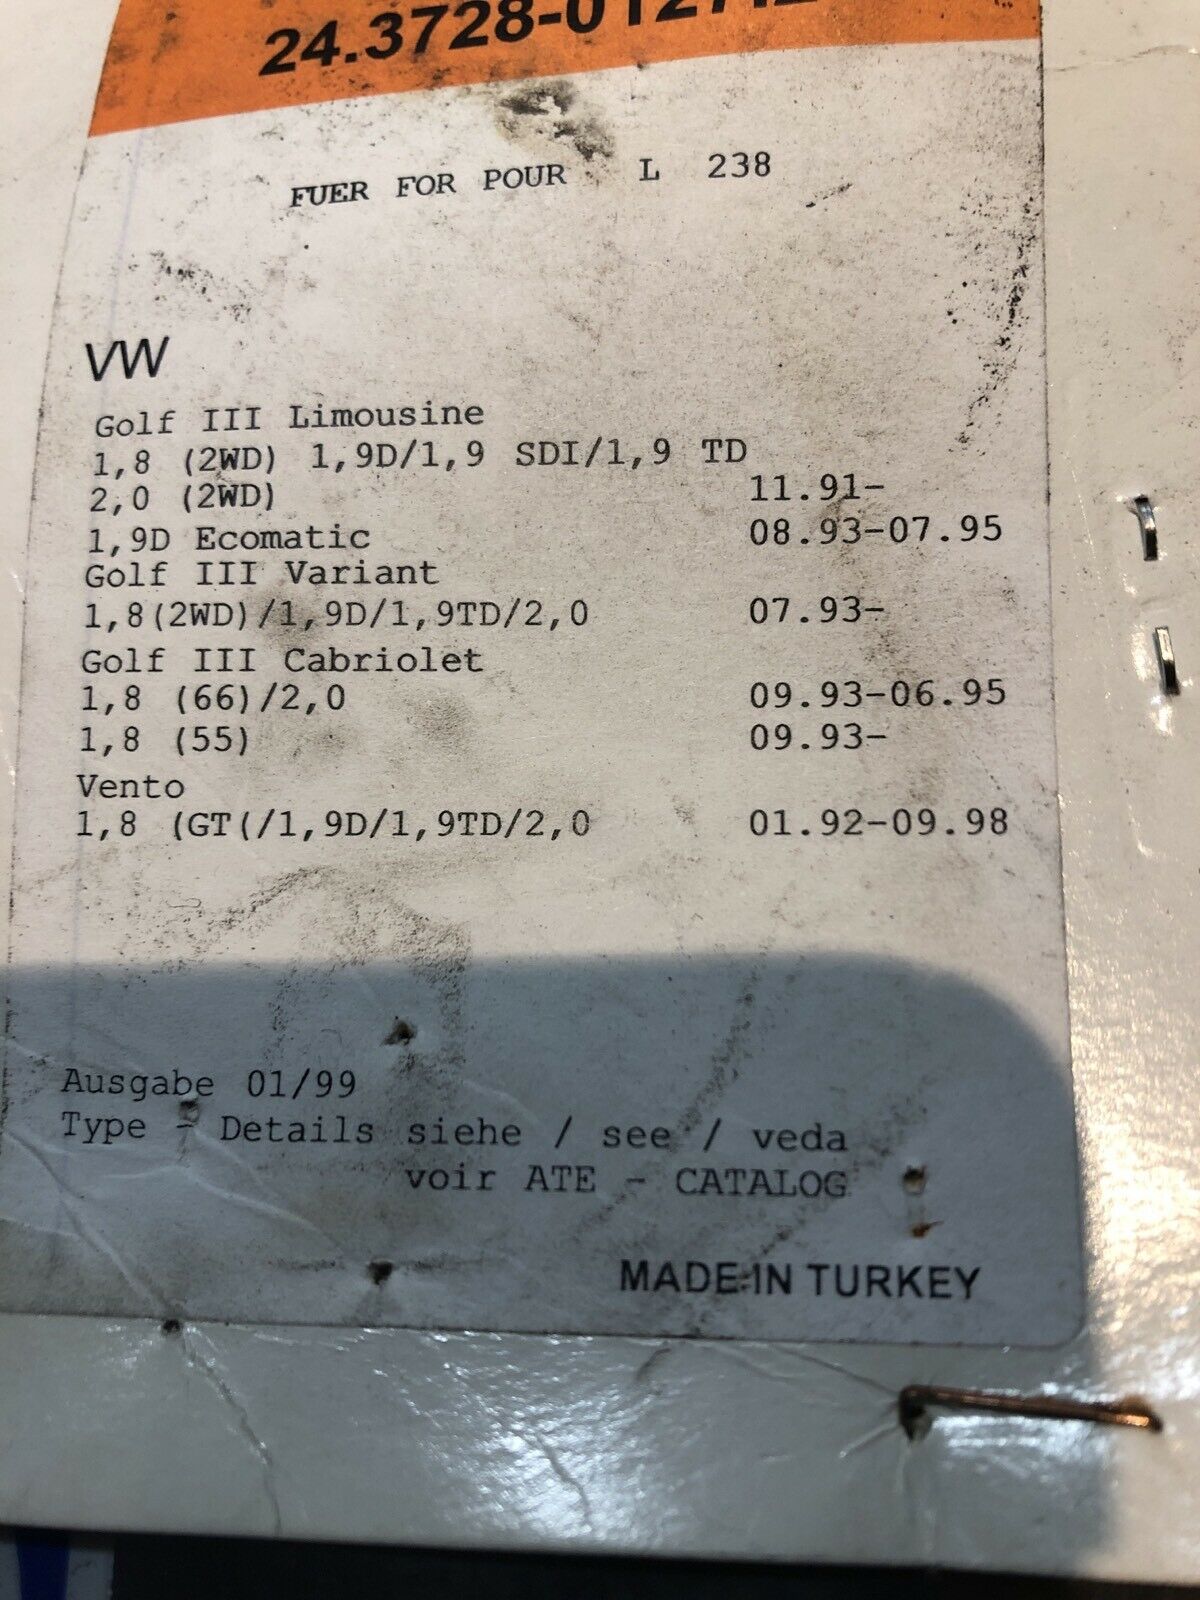 24.3728-0127.2
FUER FOR POUR L 238
VW
Golf III Limousine
1,8 (2WD) 1,9D/1,9 SDI/1,9 TD
2,0 (2WD) 11.91-
1,9D Ecomatic 08.93-07.95
Golf III Variant
1,8(2WD)/1,9D/1,9TD/2,0 07.93-
Golf III Cabriolet
1,8 (66)/2,0 09.93-06.95
1,8 (55) 09.93-
Vento
1,8 (GT(/1,9D/1,9TD/2,0 01.92-09.98
Ausgabe 01/99
Type - Details siehe / see / veda
voir ATE - CATALOG
MADE IN TURKEY